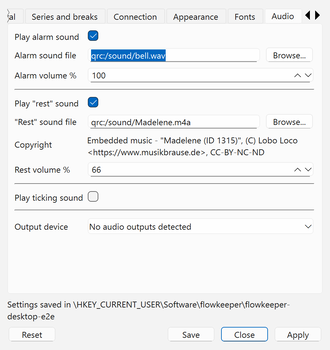 al Series and breaks Connection Appearance Fonts Audio
Play alarm sound
Alarm sound file qrc:/sound/bell.wav Browse...
Alarm volume % 100
Play "rest" sound
"Rest" sound file qrc:/sound/Madelene.m4a Browse...
Copyright Embedded music - "Madelene (ID 1315)", (C) Lobo Loco
<https://www.musikbrause.de>, CC-BY-NC-ND
Rest volume % 66
Play ticking sound
Output device No audio outputs detected
Settings saved in \HKEY_CURRENT_USER\Software\flowkeeper\flowkeeper-
desktop-e2e
Reset Save Close Apply